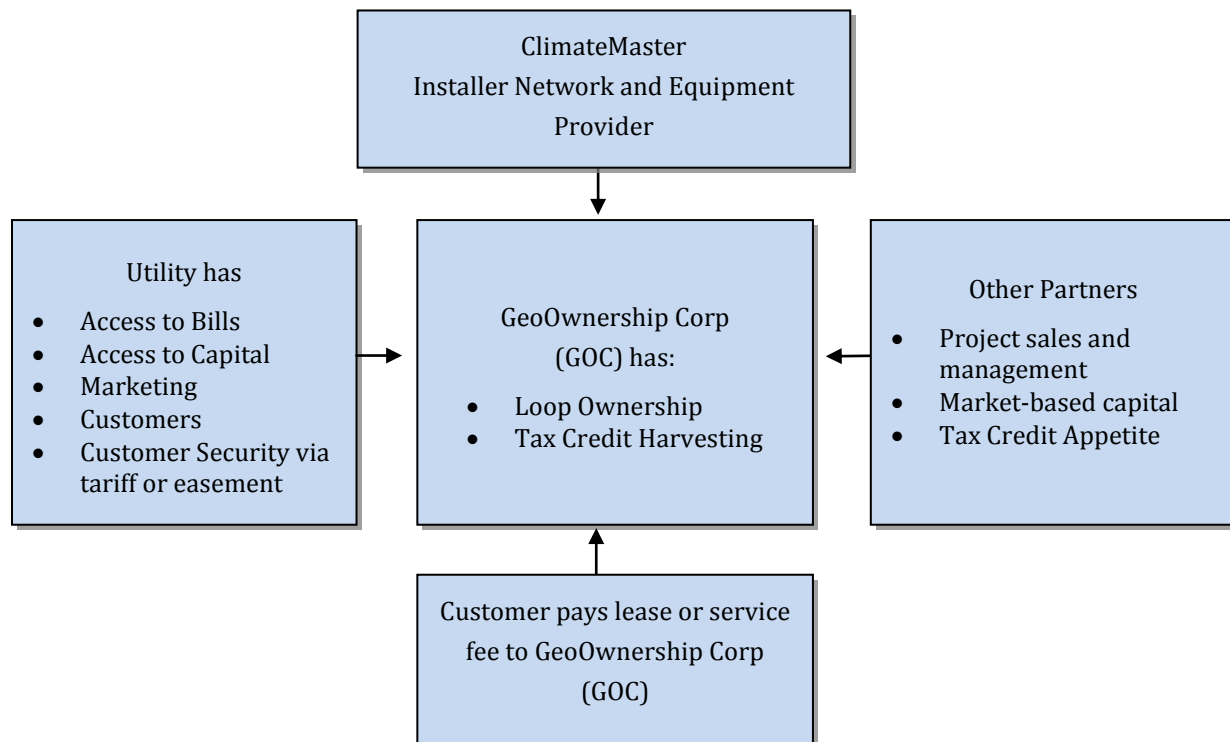 ClimateMaster
Installer Network and Equipment
Provider
Utility has
• Access to Bills
• Access to Capital
• Marketing
• Customers
• Customer Security via
tariff or easement
GeoOwnership Corp
(GOC) has:
• Loop Ownership
• Tax Credit Harvesting
Other Partners
• Project sales and
management
• Market-based capital
• Tax Credit Appetite
Customer pays lease or service
fee to GeoOwnership Corp
(GOC)